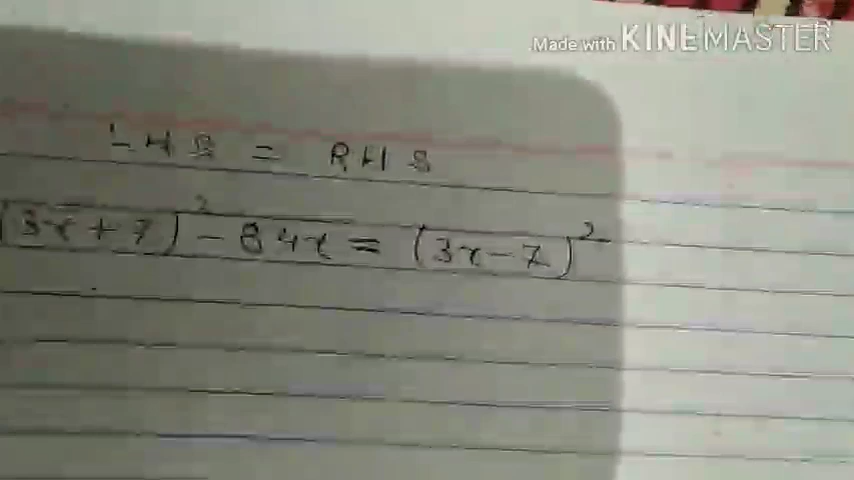 Made with KINEMASTER
LHS = RHS
(3x+7)² - 84x = (3x-7)²